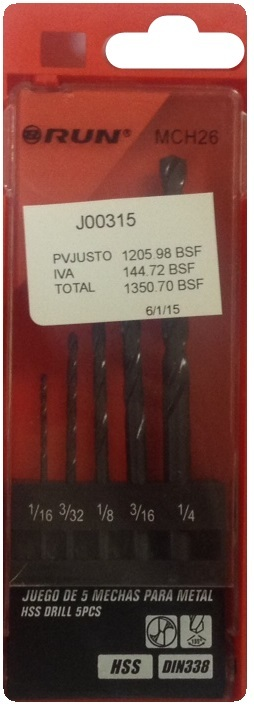 RUN® MCH26
J00315
PVJUSTO 1205.98 BSF
IVA 144.72 BSF
TOTAL 1350.70 BSF
6/1/15
1/16 3/32 1/8 3/16 1/4
JUEGO DE 5 MECHAS PARA METAL
HSS DRILL 5PCS
HSS DIN338